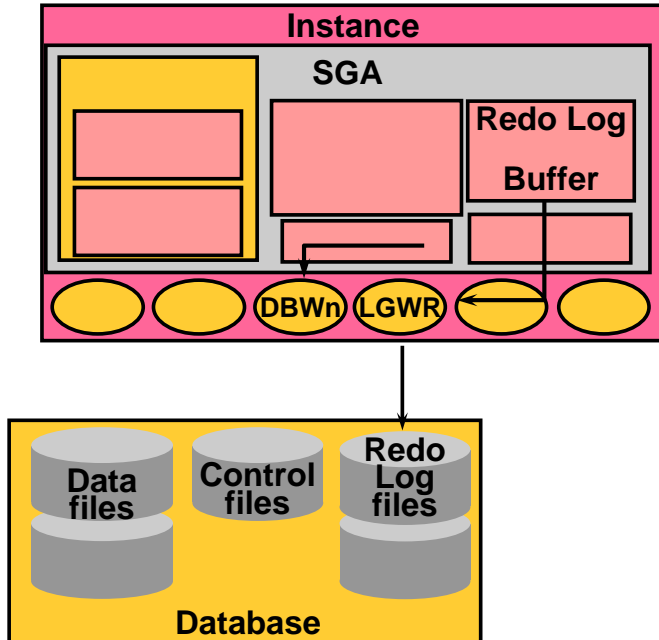 Instance
SGA
Redo Log
Buffer
DBWn
LGWR
Data
files
Control
files
Redo
Log
files
Database